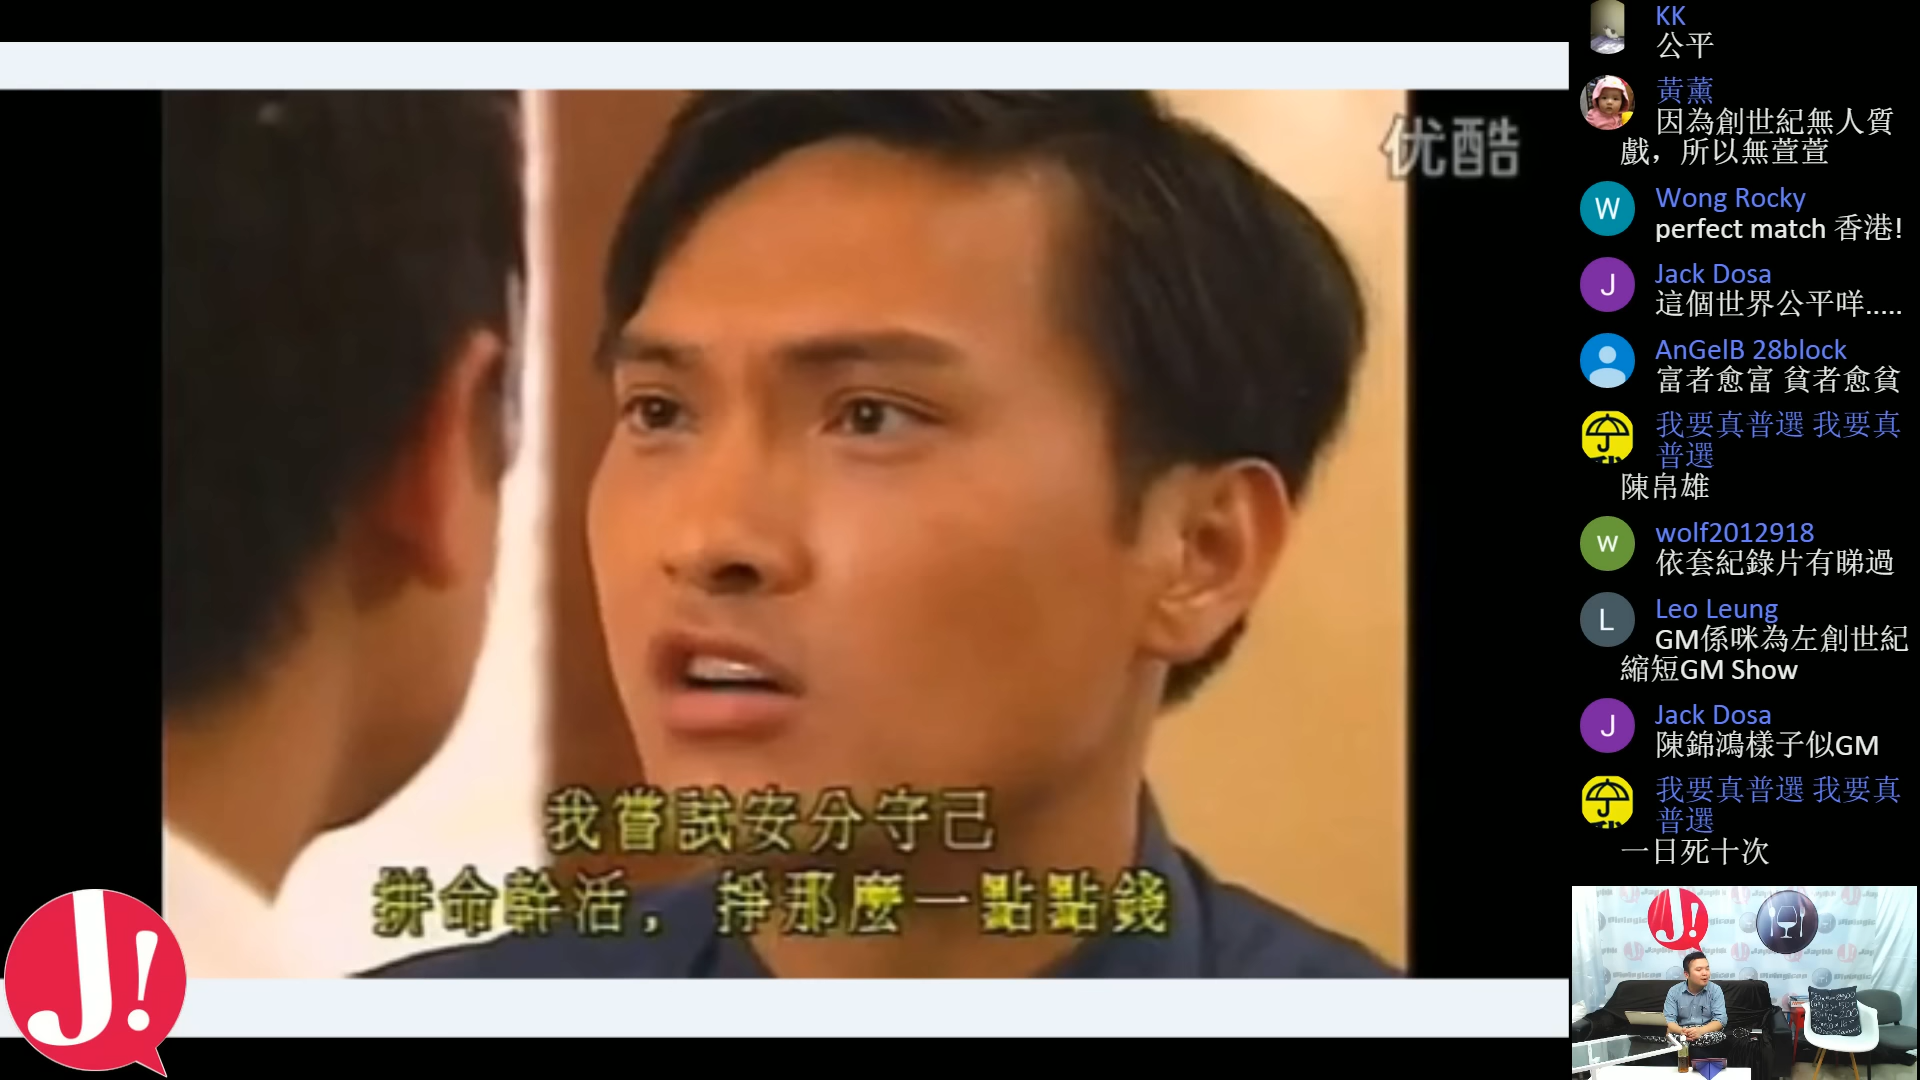 优酷
我嘗試安分守己
拼命幹活，掙那麼一點點錢
J!
KK
公平
黃薰
因為創世紀無人質
戲，所以無萱萱
W
Wong Rocky
perfect match 香港!
J
Jack Dosa
這個世界公平咩.....
AnGelB 28block
富者愈富 貧者愈貧
我要真普選 我要真
普選
陳帛雄
w
wolf2012918
依套紀錄片有睇過
L
Leo Leung
GM係咪為左創世紀
縮短GM Show
J
Jack Dosa
陳錦鴻樣子似GM
我要真普選 我要真
普選
一日死十次
J!